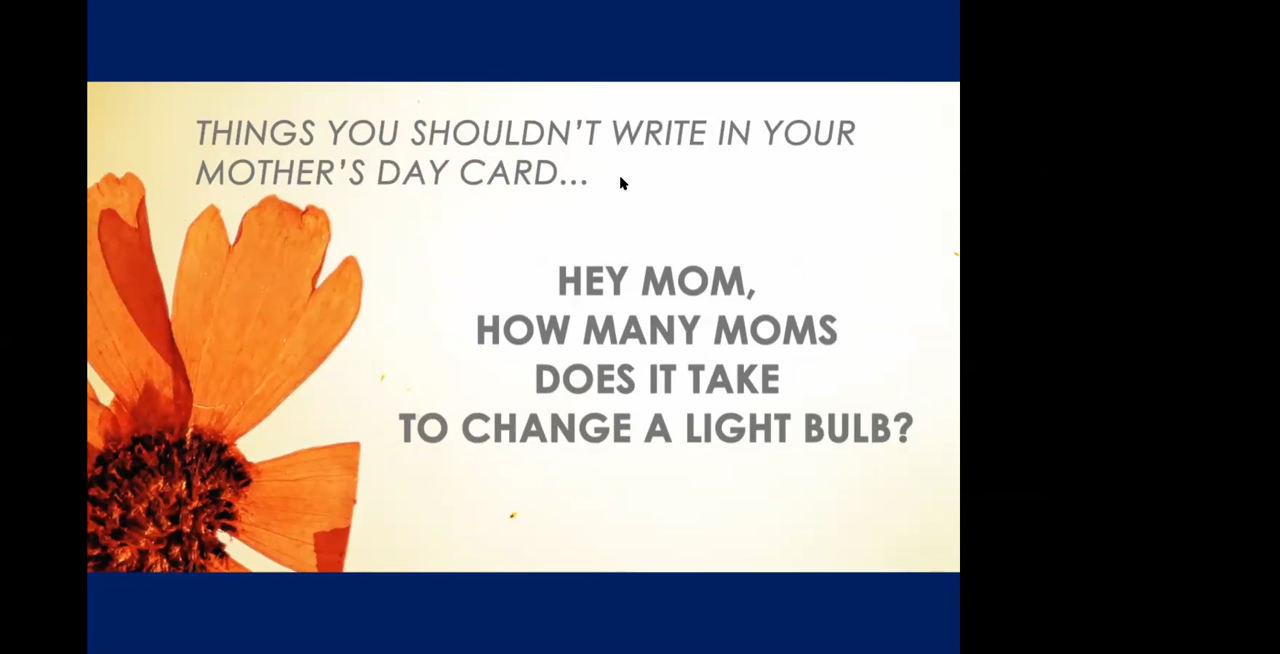 THINGS YOU SHOULDN'T WRITE IN YOUR
MOTHER'S DAY CARD...
HEY MOM,
HOW MANY MOMS
DOES IT TAKE
TO CHANGE A LIGHT BULB?